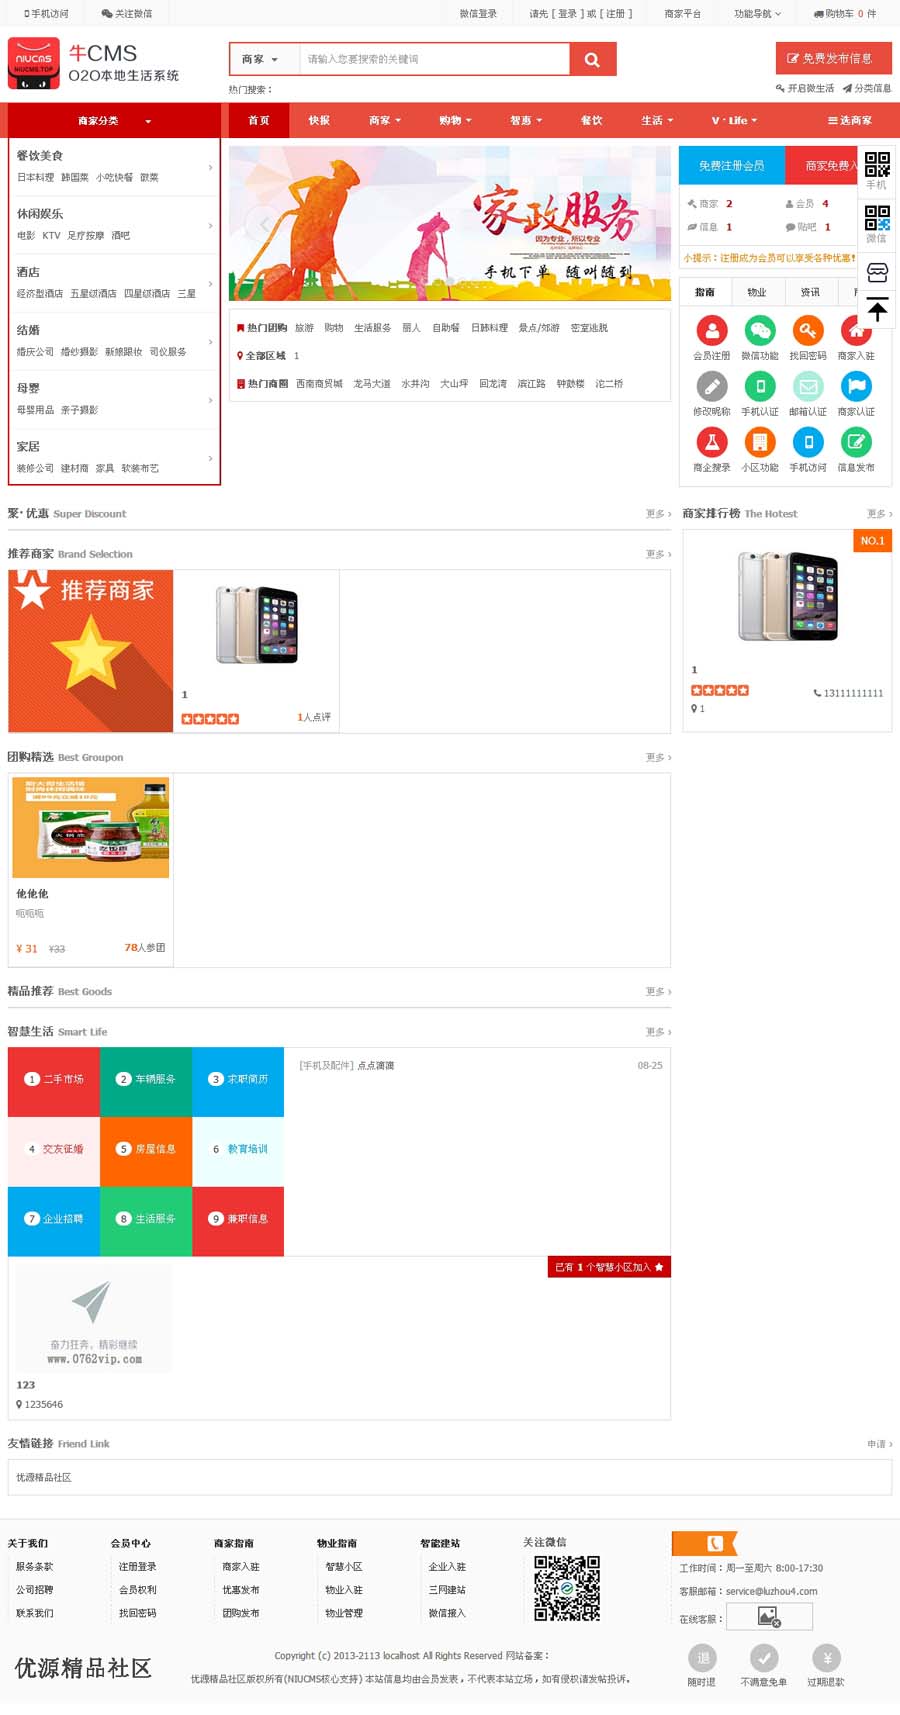 手机访问 关注微信 微信登录 请先 [ 登录 ] 或 [ 注册 ] 商家平台 功能导航 购物车 0 件
NIUCMS
NIUCMS.TOP
牛CMS
O2O本地生活系统
商家 请输入您要搜索的关键词
热门搜索：
免费发布信息
开启微生活 分类信息
商家分类 首页 快报 商家 购物 智惠 餐饮 生活 V · Life 选商家
餐饮美食
日本料理 韩国菜 小吃快餐 徽菜
休闲娱乐
电影 KTV 足疗按摩 酒吧
酒店
经济型酒店 五星级酒店 四星级酒店 三星
结婚
婚庆公司 婚纱摄影 新娘跟妆 司仪服务
母婴
母婴用品 亲子摄影
家居
装修公司 建材商 家具 软装布艺
家政服务
因为专业，所以专业
手机下单 随叫随到
热门团购 旅游 购物 生活服务 丽人 自助餐 日韩料理 景点/郊游 密室逃脱
全部区域 1
热门商圈 西南商贸城 龙马大道 水井沟 大山坪 回龙湾 滨江路 钟鼓楼 沱二桥
免费注册会员 商家免费入
商家 2 会员 4
信息 1 贴吧 1
小提示：注册成为会员可以享受各种优惠!
手机
微信
指南 物业 资讯
会员注册 微信功能 找回密码 商家入驻
修改昵称 手机认证 邮箱认证 商家认证
商企搜录 小区功能 手机访问 信息发布
聚·优惠 Super Discount 更多 ›
商家排行榜 The Hotest 更多 ›
推荐商家 Brand Selection 更多 ›
推荐商家
1
1人点评
NO.1
1
13111111111
1
团购精选 Best Groupon 更多 ›
他他他
呃呃呃
¥ 31 ¥33 78人参团
精品推荐 Best Goods 更多 ›
智慧生活 Smart Life 更多 ›
1 二手市场 2 车辆服务 3 求职简历
4 交友征婚 5 房屋信息 6 教育培训
7 企业招聘 8 生活服务 9 兼职信息
[手机及配件] 点点滴滴 08-25
已有 1 个智慧小区加入
奋力狂奔，精彩继续
www.0762vip.com
123
1235646
友情链接 Friend Link 申请 ›
优源精品社区
关于我们 会员中心 商家指南 物业指南 智能建站 关注微信
服务条款 注册登录 商家入驻 智慧小区 企业入驻
公司招聘 会员权利 优惠发布 物业入驻 三网建站
联系我们 找回密码 团购发布 物业管理 微信接入
工作时间：周一至周六 8:00-17:30
客服邮箱：service@luzhou4.com
在线客服：
优源精品社区
Copyright (c) 2013-2113 localhost All Rights Reserved 网站备案：
优源精品社区版权所有(NIUCMS核心支持) 本站信息均由会员发表，不代表本站立场，如有侵权请发帖投诉。
退 ¥
随时退 不满意免单 过期退款